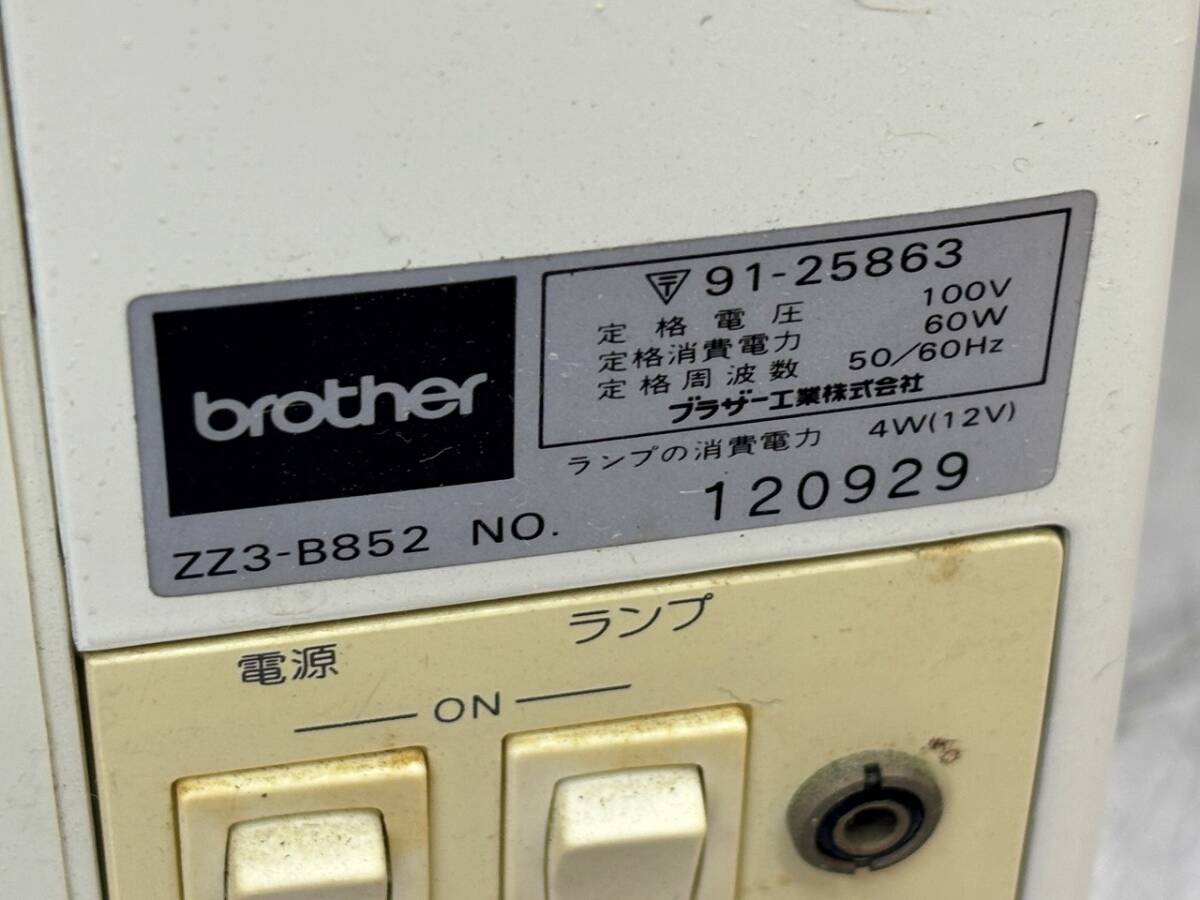 brother
〒91-25863
定格電圧 100V
定格消費電力 60W
定格周波数 50/60Hz
ブラザー工業株式会社
ランプの消費電力 4W(12V)
ZZ3-B852 NO. 120929
電源 ランプ
ON